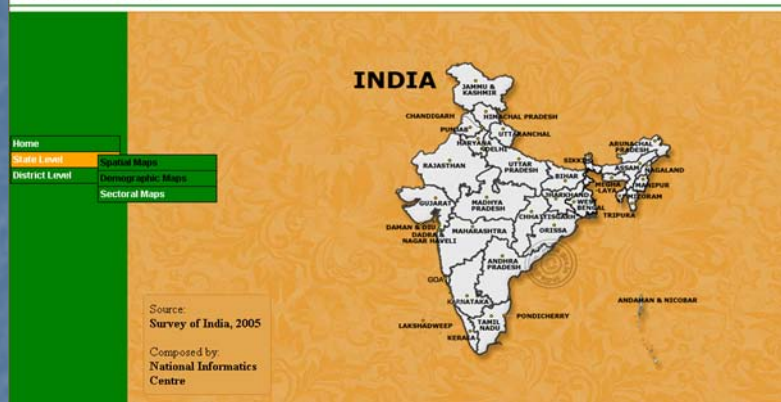 Home
State Level
District Level
Spatial Maps
Demographic Maps
Sectoral Maps
INDIA
JAMMU &
KASHMIR
CHANDIGARH
HIMACHAL PRADESH
PUNJAB
UTTARANCHAL
HARYANA
DELHI
RAJASTHAN
UTTAR
PRADESH
SIKKIM
ARUNACHAL
PRADESH
ASSAM
NAGALAND
BIHAR
MEGHA
-LAYA
MANIPUR
MIZORAM
TRIPURA
GUJARAT
MADHYA
PRADESH
JHARKHAND
WEST
BENGAL
CHHATTISGARH
ORISSA
DAMAN & DIU
DADRA &
NAGAR HAVELI
MAHARASHTRA
ANDHRA
PRADESH
GOA
KARNATAKA
ANDAMAN & NICOBAR
LAKSHADWEEP
TAMIL
NADU
PONDICHERRY
KERALA
Source:
Survey of India, 2005
Composed by:
National Informatics
Centre